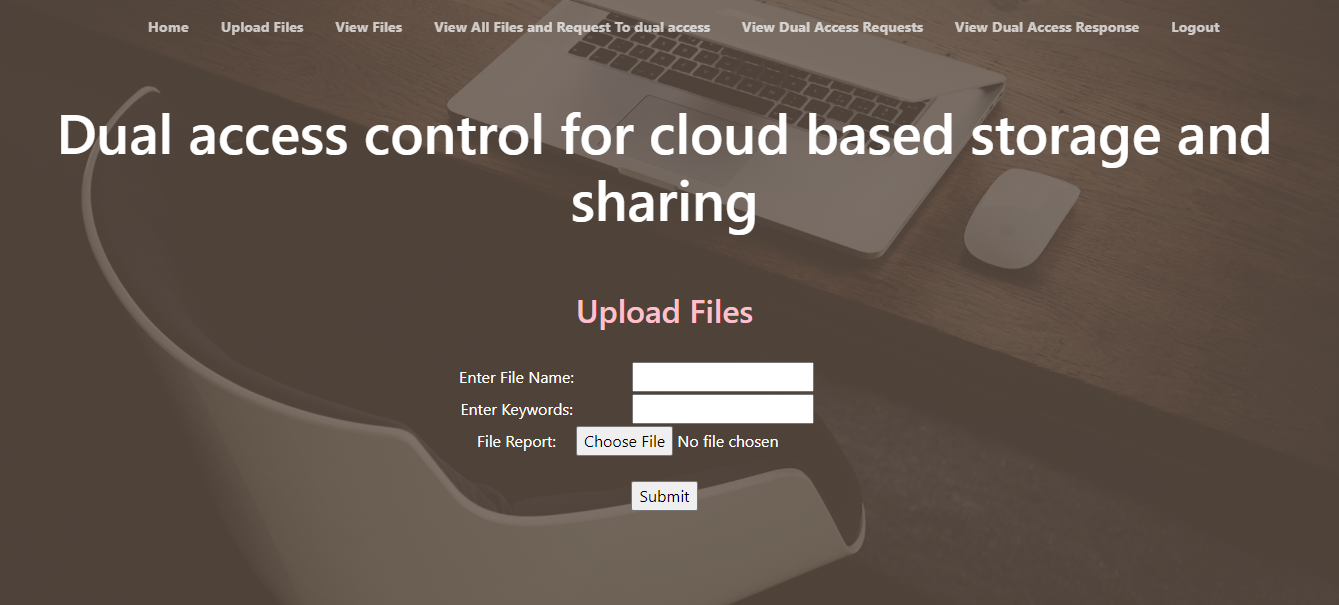 Home Upload Files View Files View All Files and Request To dual access View Dual Access Requests View Dual Access Response Logout
Dual access control for cloud based storage and
sharing
Upload Files
Enter File Name:
Enter Keywords:
File Report: Choose File No file chosen
Submit